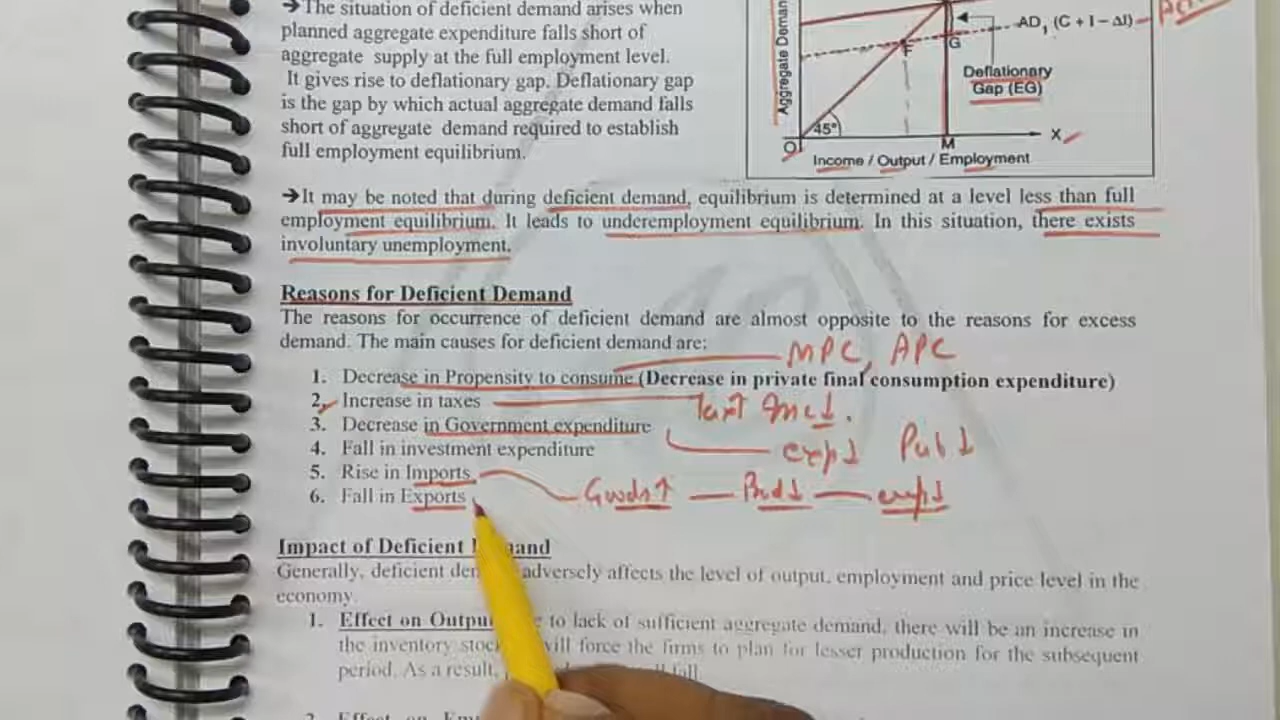 ➔The situation of deficient demand arises when
planned aggregate expenditure falls short of
aggregate supply at the full employment level.
It gives rise to deflationary gap. Deflationary gap
is the gap by which actual aggregate demand falls
short of aggregate demand required to establish
full employment equilibrium.
Aggregate Deman
AD₁ (C + I – ΔI)
F
G
Deflationary
Gap (EG)
45°
O
M
X
Income / Output / Employment
➔It may be noted that during deficient demand, equilibrium is determined at a level less than full
employment equilibrium. It leads to underemployment equilibrium. In this situation, there exists
involuntary unemployment.
Reasons for Deficient Demand
The reasons for occurrence of deficient demand are almost opposite to the reasons for excess
demand. The main causes for deficient demand are:
MPC, APC
1. Decrease in Propensity to consume (Decrease in private final consumption expenditure)
2. Increase in taxes
Tax↑ Inc↓.
3. Decrease in Government expenditure
4. Fall in investment expenditure
exp↓ Pub↓
5. Rise in Imports
6. Fall in Exports
Goods↑ — Prod↓ — emp↓
Impact of Deficient
Generally, deficient adversely affects the level of output, employment and price level in the
economy.
1. Effect on Outpu to lack of sufficient aggregate demand, there will be an increase in
the inventory will force the firms to plan for lesser production for the subsequent
period. As a result, fall.
2. Effect on